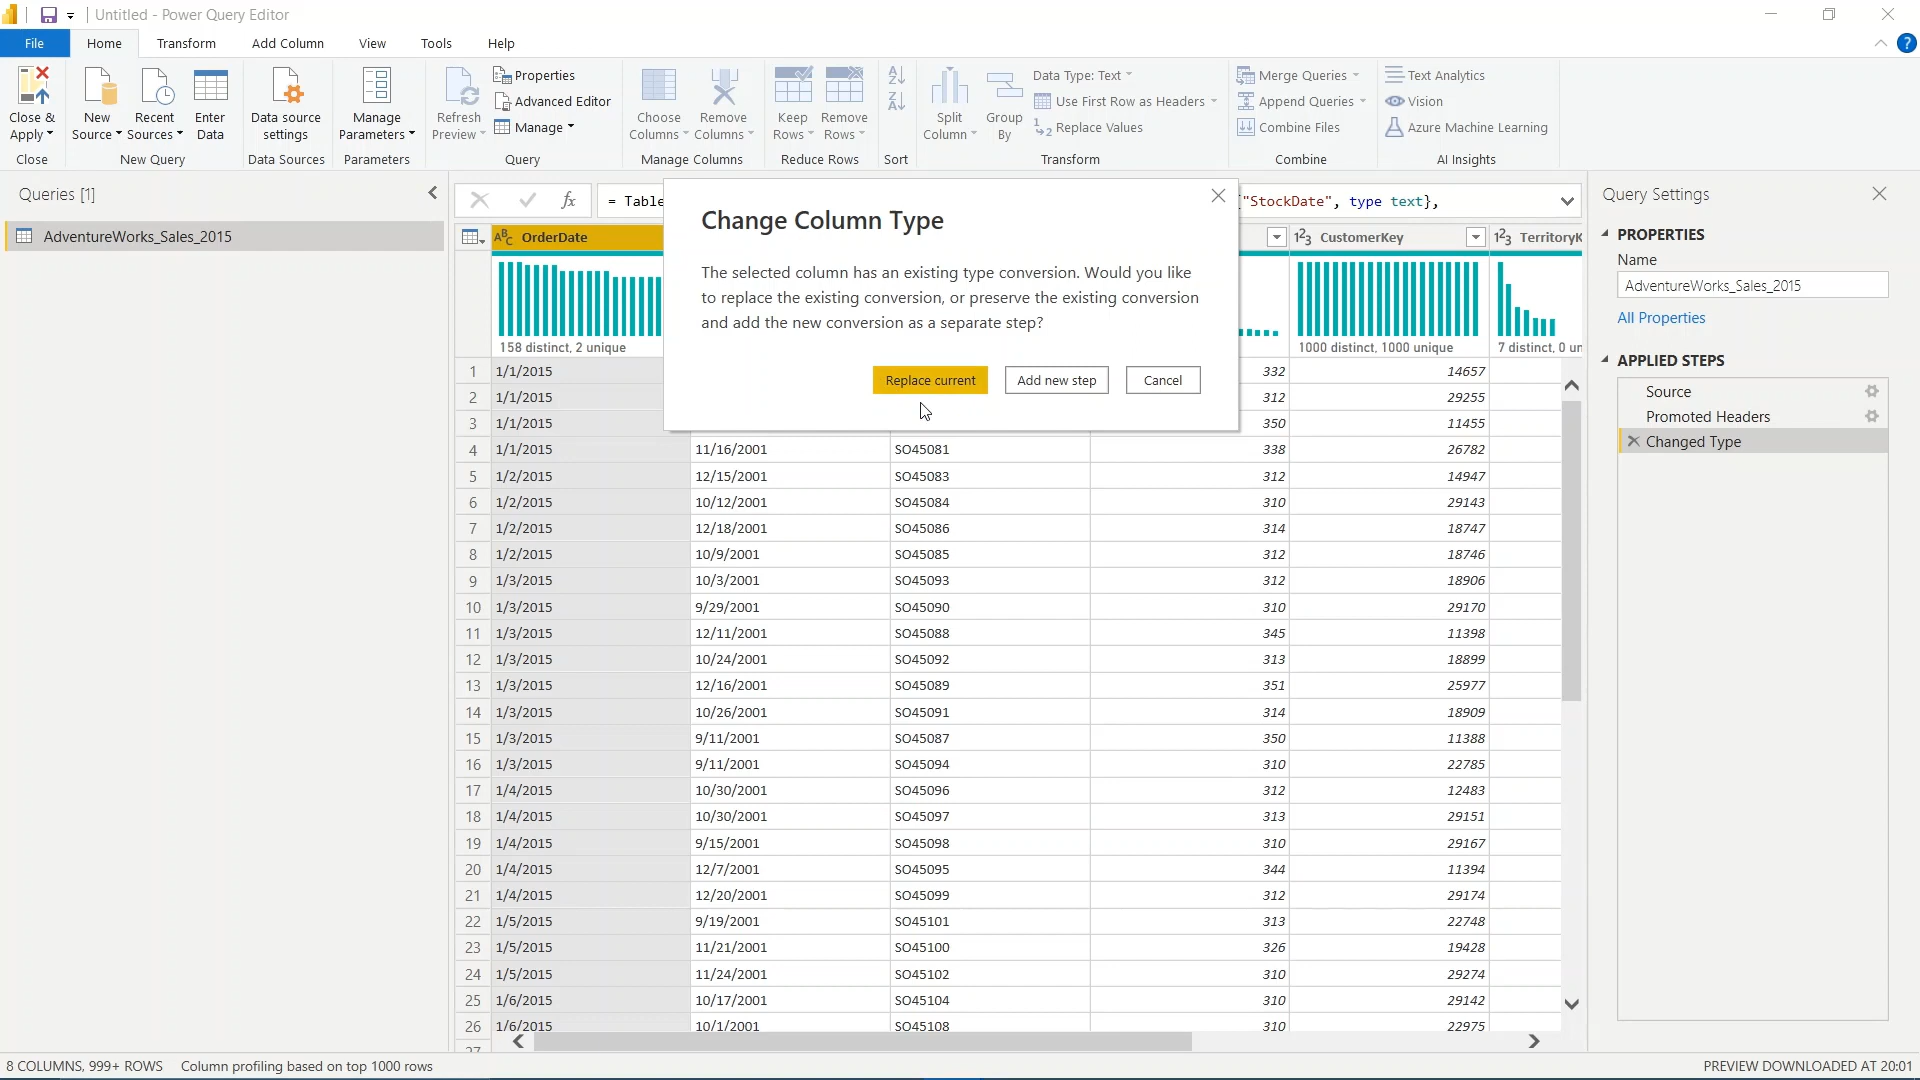 Untitled - Power Query Editor
File Home Transform Add Column View Tools Help
Close & Apply
Close
New Source
Recent Sources
Enter Data
New Query
Data source settings
Data Sources
Manage Parameters
Parameters
Refresh Preview
Properties
Advanced Editor
Manage
Query
Choose Columns
Remove Columns
Manage Columns
Keep Rows
Remove Rows
Reduce Rows
Sort
Split Column
Group By
Data Type: Text
Use First Row as Headers
Replace Values
Transform
Merge Queries
Append Queries
Combine Files
Combine
Text Analytics
Vision
Azure Machine Learning
AI Insights
Queries [1]
AdventureWorks_Sales_2015
fx = Table
"StockDate", type text},
Change Column Type
The selected column has an existing type conversion. Would you like
to replace the existing conversion, or preserve the existing conversion
and add the new conversion as a separate step?
Replace current Add new step Cancel
OrderDate 123 CustomerKey 123 TerritoryK
158 distinct, 2 unique 1000 distinct, 1000 unique 7 distinct, 0 un
1 1/1/2015 332 14657
2 1/1/2015 312 29255
3 1/1/2015 350 11455
4 1/1/2015 11/16/2001 SO45081 338 26782
5 1/2/2015 12/15/2001 SO45083 312 14947
6 1/2/2015 10/12/2001 SO45084 310 29143
7 1/2/2015 12/18/2001 SO45086 314 18747
8 1/2/2015 10/9/2001 SO45085 312 18746
9 1/3/2015 10/3/2001 SO45093 312 18906
10 1/3/2015 9/29/2001 SO45090 310 29170
11 1/3/2015 12/11/2001 SO45088 345 11398
12 1/3/2015 10/24/2001 SO45092 313 18899
13 1/3/2015 12/16/2001 SO45089 351 25977
14 1/3/2015 10/26/2001 SO45091 314 18909
15 1/3/2015 9/11/2001 SO45087 350 11388
16 1/3/2015 9/11/2001 SO45094 310 22785
17 1/4/2015 10/30/2001 SO45096 312 12483
18 1/4/2015 10/30/2001 SO45097 313 29151
19 1/4/2015 9/15/2001 SO45098 310 29167
20 1/4/2015 12/7/2001 SO45095 344 11394
21 1/4/2015 12/20/2001 SO45099 312 29174
22 1/5/2015 9/19/2001 SO45101 313 22748
23 1/5/2015 11/21/2001 SO45100 326 19428
24 1/5/2015 11/24/2001 SO45102 310 29274
25 1/6/2015 10/17/2001 SO45104 310 29142
26 1/6/2015 10/1/2001 SO45108 310 22975
Query Settings
PROPERTIES
Name
AdventureWorks_Sales_2015
All Properties
APPLIED STEPS
Source
Promoted Headers
Changed Type
8 COLUMNS, 999+ ROWS Column profiling based on top 1000 rows PREVIEW DOWNLOADED AT 20:01